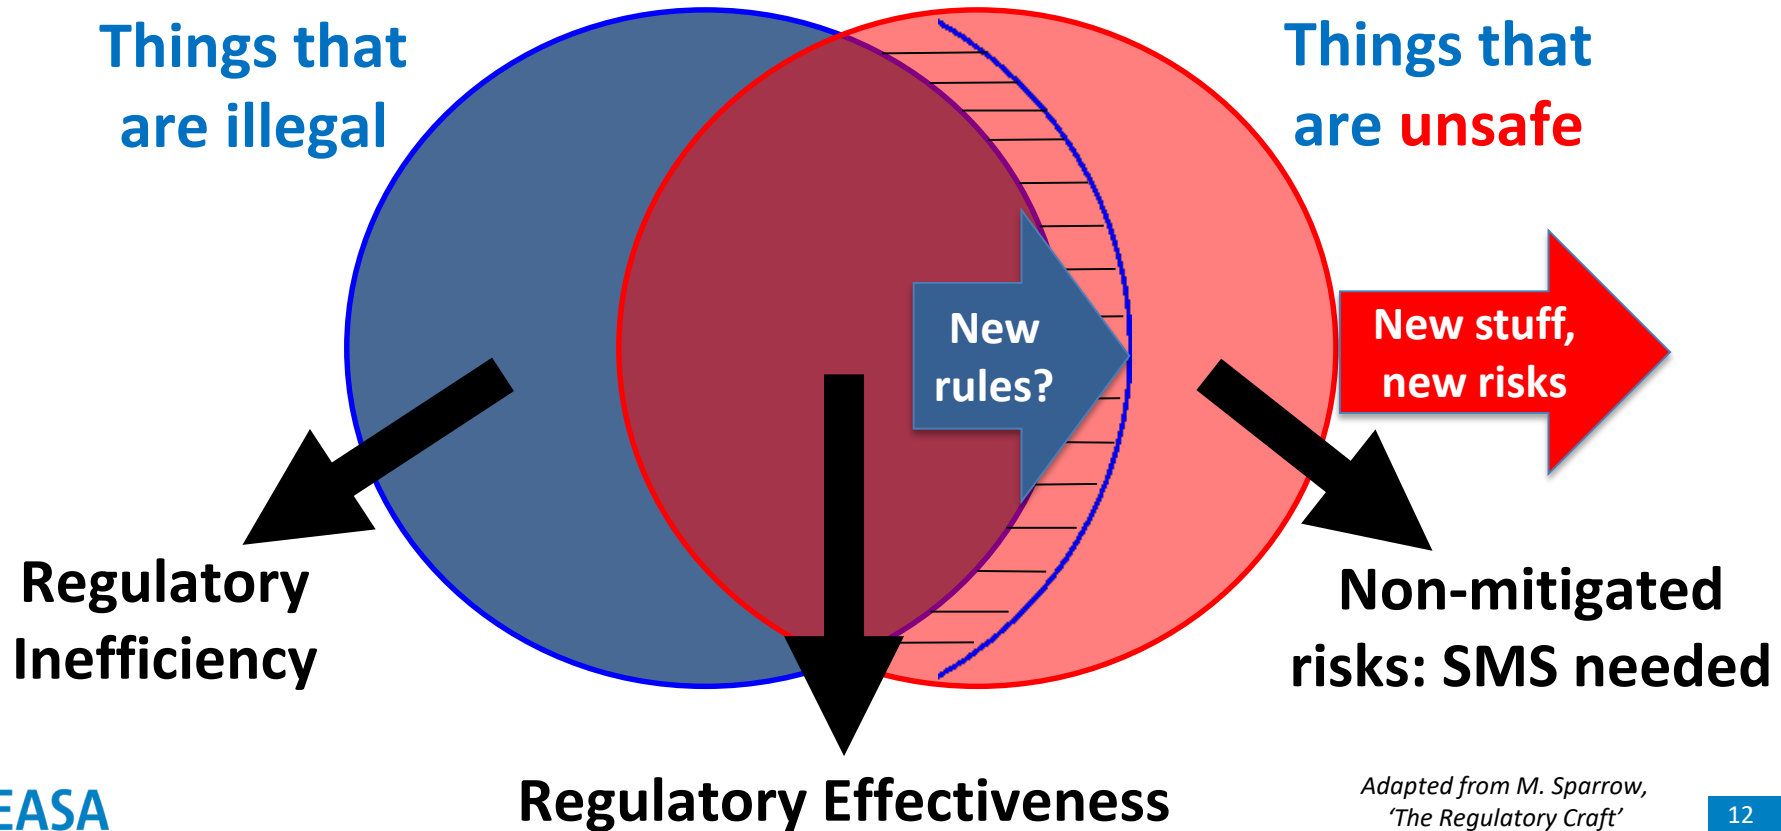 Things that
are illegal
Things that
are unsafe
New
rules?
New stuff,
new risks
Regulatory
Inefficiency
Non-mitigated
risks: SMS needed
Regulatory Effectiveness
Adapted from M. Sparrow,
‘The Regulatory Craft’
EASA
12